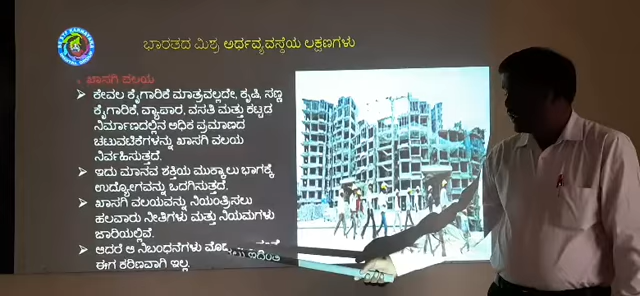 ಭಾರತದ ಮಿಶ್ರ ಅರ್ಥವ್ಯವಸ್ಥೆಯ ಲಕ್ಷಣಗಳು
ಖಾಸಗಿ ವಲಯ
ಕೇವಲ ಕೈಗಾರಿಕೆ ಮಾತ್ರವಲ್ಲದೇ, ಕೃಷಿ, ಸಣ್ಣ
ಕೈಗಾರಿಕೆ, ವ್ಯಾಪಾರ, ವಸತಿ ಮತ್ತು ಕಟ್ಟಡ
ನಿರ್ಮಾಣದಲ್ಲಿನ ಅಧಿಕ ಪ್ರಮಾಣದ
ಚಟುವಟಿಕೆಗಳನ್ನು ಖಾಸಗಿ ವಲಯ
ನಿರ್ವಹಿಸುತ್ತದೆ.
ಇದು ಮಾನವ ಶಕ್ತಿಯ ಮುಕ್ಕಾಲು ಭಾಗಕ್ಕೆ
ಉದ್ಯೋಗವನ್ನು ಒದಗಿಸುತ್ತದೆ.
ಖಾಸಗಿ ವಲಯವನ್ನು ನಿಯಂತ್ರಿಸಲು
ಹಲವಾರು ನೀತಿಗಳು ಮತ್ತು ನಿಯಮಗಳು
ಜಾರಿಯಲ್ಲಿವೆ.
ಆದರೆ ಆ ನಿಬಂಧನೆಗಳು
ಈಗ ಕಠಿಣವಾಗಿ ಇಲ್ಲ.